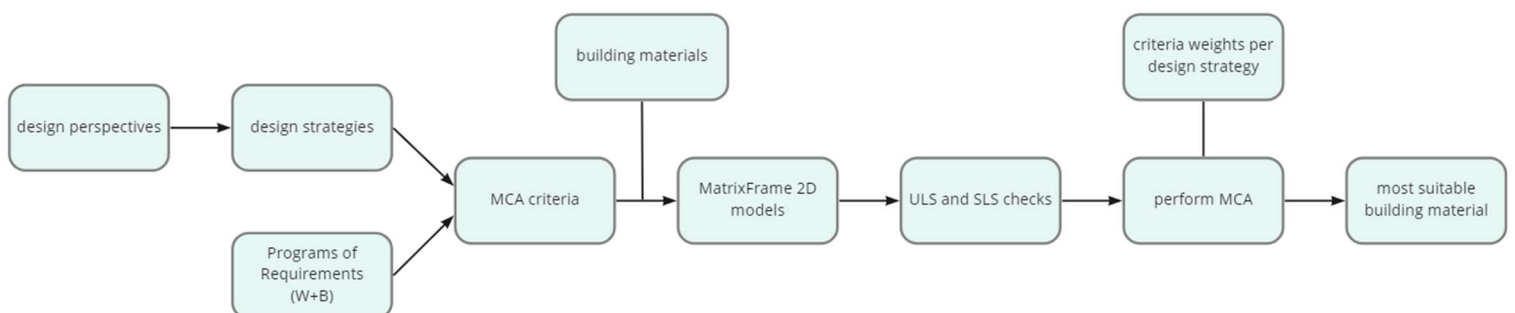 design perspectives
design strategies
Programs of
Requirements
(W+B)
MCA criteria
building materials
MatrixFrame 2D
models
ULS and SLS checks
criteria weights per
design strategy
perform MCA
most suitable
building material